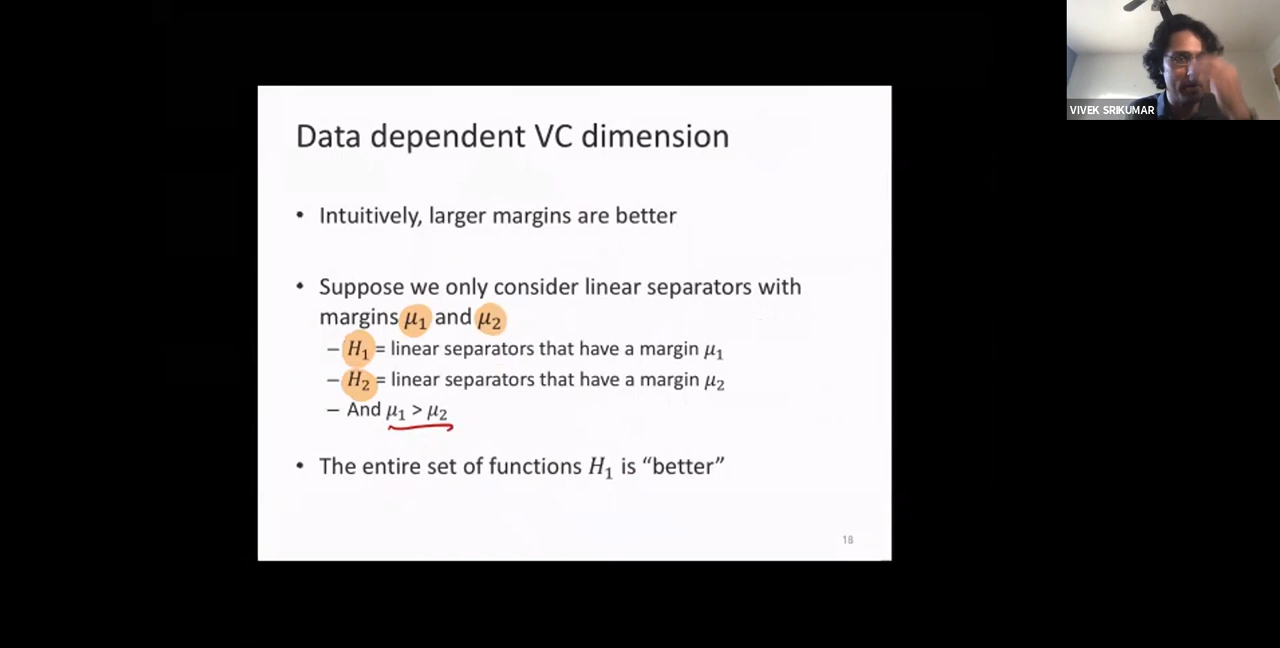 VIVEK SRIKUMAR
Data dependent VC dimension
• Intuitively, larger margins are better
• Suppose we only consider linear separators with
margins μ₁ and μ₂
– H₁ = linear separators that have a margin μ₁
– H₂ = linear separators that have a margin μ₂
– And μ₁ > μ₂
• The entire set of functions H₁ is “better”
18